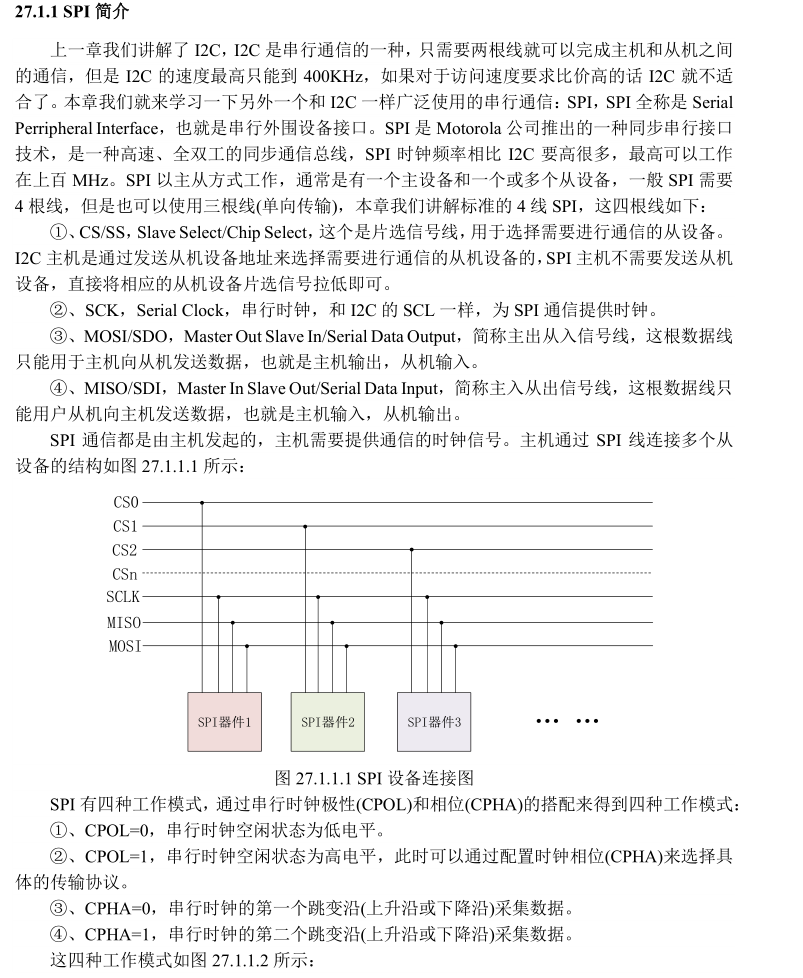 27.1.1 SPI 简介
上一章我们讲解了 I2C，I2C 是串行通信的一种，只需要两根线就可以完成主机和从机之间
的通信，但是 I2C 的速度最高只能到 400KHz，如果对于访问速度要求比价高的话 I2C 就不适
合了。本章我们就来学习一下另外一个和 I2C 一样广泛使用的串行通信：SPI，SPI 全称是 Serial
Perripheral Interface，也就是串行外围设备接口。SPI 是 Motorola 公司推出的一种同步串行接口
技术，是一种高速、全双工的同步通信总线，SPI 时钟频率相比 I2C 要高很多，最高可以工作
在上百 MHz。SPI 以主从方式工作，通常是有一个主设备和一个或多个从设备，一般 SPI 需要
4 根线，但是也可以使用三根线(单向传输)，本章我们讲解标准的 4 线 SPI，这四根线如下：
①、CS/SS，Slave Select/Chip Select，这个是片选信号线，用于选择需要进行通信的从设备。
I2C 主机是通过发送从机设备地址来选择需要进行通信的从机设备的，SPI 主机不需要发送从机
设备，直接将相应的从机设备片选信号拉低即可。
②、SCK，Serial Clock，串行时钟，和 I2C 的 SCL 一样，为 SPI 通信提供时钟。
③、MOSI/SDO，Master Out Slave In/Serial Data Output，简称主出从入信号线，这根数据线
只能用于主机向从机发送数据，也就是主机输出，从机输入。
④、MISO/SDI，Master In Slave Out/Serial Data Input，简称主入从出信号线，这根数据线只
能用户从机向主机发送数据，也就是主机输入，从机输出。
SPI 通信都是由主机发起的，主机需要提供通信的时钟信号。主机通过 SPI 线连接多个从
设备的结构如图 27.1.1.1 所示：
CS0
CS1
CS2
CSn
SCLK
MISO
MOSI
SPI器件1 SPI器件2 SPI器件3 ••• •••
图 27.1.1.1 SPI 设备连接图
SPI 有四种工作模式，通过串行时钟极性(CPOL)和相位(CPHA)的搭配来得到四种工作模式：
①、CPOL=0，串行时钟空闲状态为低电平。
②、CPOL=1，串行时钟空闲状态为高电平，此时可以通过配置时钟相位(CPHA)来选择具
体的传输协议。
③、CPHA=0，串行时钟的第一个跳变沿(上升沿或下降沿)采集数据。
④、CPHA=1，串行时钟的第二个跳变沿(上升沿或下降沿)采集数据。
这四种工作模式如图 27.1.1.2 所示：